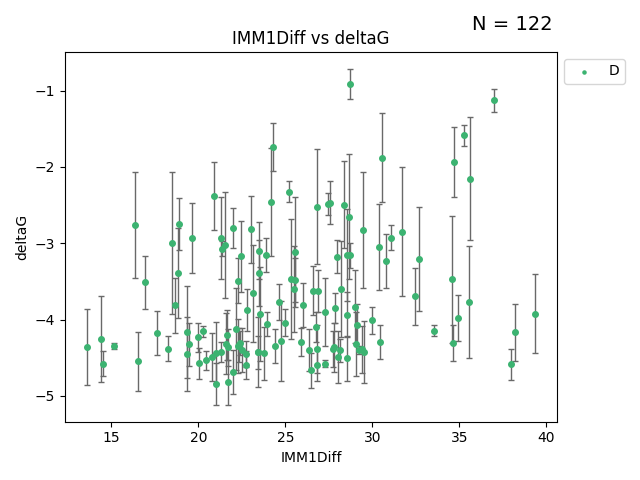 N = 122
IMM1Diff vs deltaG
D
deltaG
−1
−2
−3
−4
−5
15 20 25 30 35 40
IMM1Diff